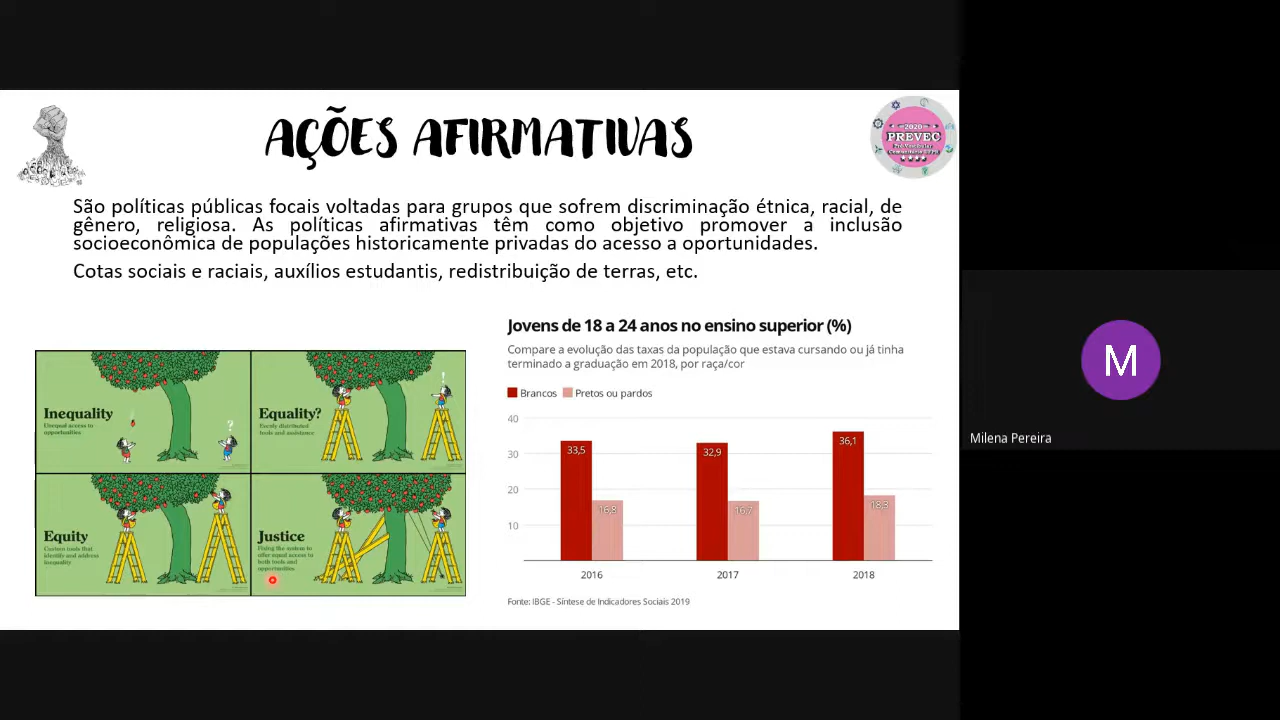 AÇÕES AFIRMATIVAS
2020
PREVEC
São políticas públicas focais voltadas para grupos que sofrem discriminação étnica, racial, de
gênero, religiosa. As políticas afirmativas têm como objetivo promover a inclusão
socioeconômica de populações historicamente privadas do acesso a oportunidades.
Cotas sociais e raciais, auxílios estudantis, redistribuição de terras, etc.
Inequality
Unequal access to
opportunities
?
Equality?
Evenly distributed
tools and assistance
!
Equity
Custom tools that
identify and address
inequality
Justice
Fixing the system to
offer equal access to
both tools and
opportunities
Jovens de 18 a 24 anos no ensino superior (%)
Compare a evolução das taxas da população que estava cursando ou já tinha
terminado a graduação em 2018, por raça/cor
Brancos Pretos ou pardos
40
30
20
10
33,5 16,8 32,9 16,7 36,1 18,3
2016 2017 2018
Fonte: IBGE - Síntese de Indicadores Sociais 2019
M
Milena Pereira